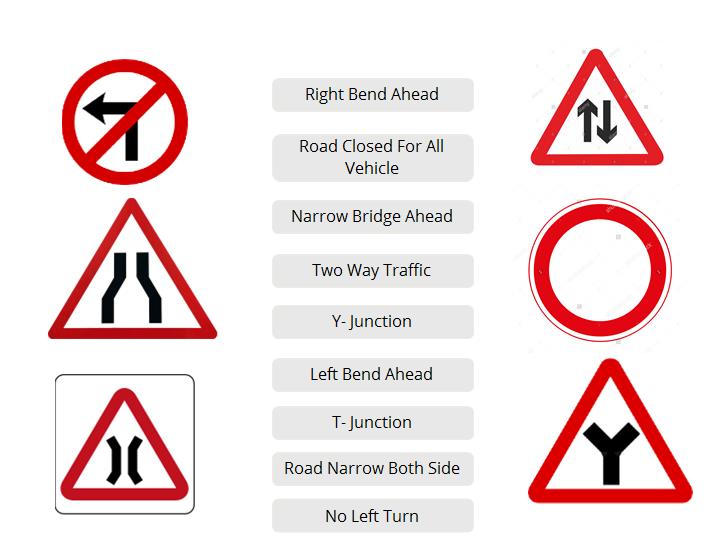 Right Bend Ahead
Road Closed For All
Vehicle
Narrow Bridge Ahead
Two Way Traffic
Y- Junction
Left Bend Ahead
T- Junction
Road Narrow Both Side
No Left Turn